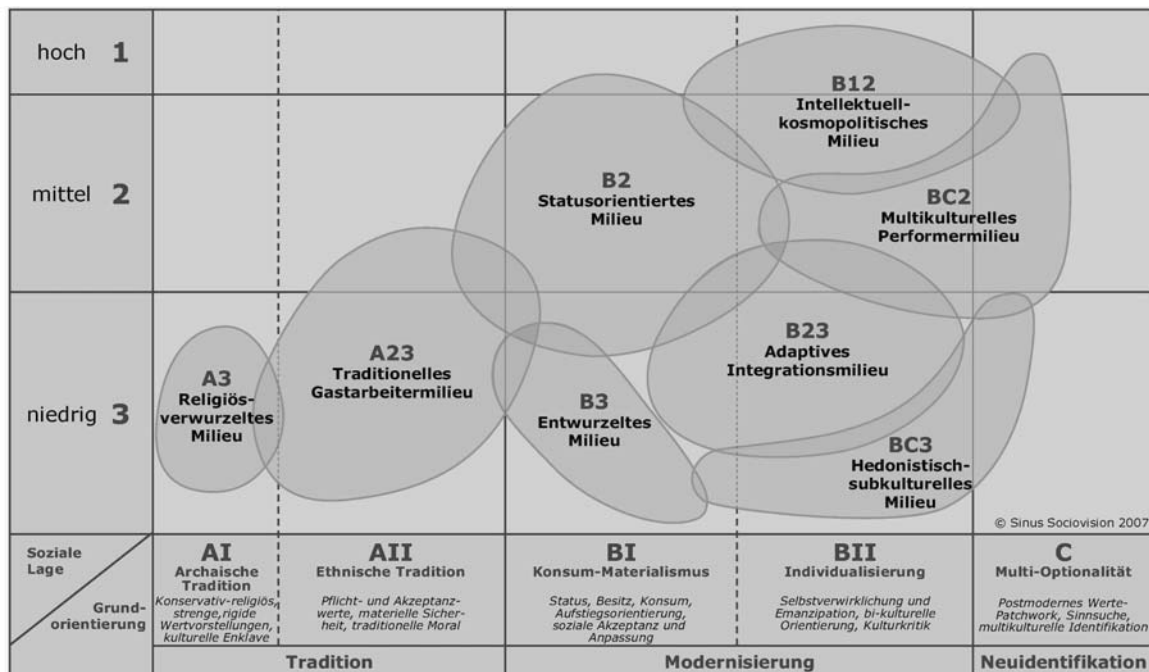 hoch 1
B12
Intellektuell-
kosmopolitisches
Milieu
mittel 2
B2
Statusorientiertes
Milieu
BC2
Multikulturelles
Performermilieu
niedrig 3
A3
Religiös-
verwurzeltes
Milieu
A23
Traditionelles
Gastarbeitermilieu
B3
Entwurzeltes
Milieu
B23
Adaptives
Integrationsmilieu
BC3
Hedonistisch-
subkulturelles
Milieu
© Sinus Sociovision 2007
Soziale
Lage
Grund-
orientierung
AI
Archaische
Tradition
Konservativ-religiös,
strenge,rigide
Wertvorstellungen,
kulturelle Enklave
AII
Ethnische Tradition
Pflicht- und Akzeptanz-
werte, materielle Sicher-
heit, traditionelle Moral
BI
Konsum-Materialismus
Status, Besitz, Konsum,
Aufstiegsorientierung,
soziale Akzeptanz und
Anpassung
BII
Individualisierung
Selbstverwirklichung und
Emanzipation, bi-kulturelle
Orientierung, Kulturkritik
C
Multi-Optionalität
Postmodernes Werte-
Patchwork, Sinnsuche,
multikulturelle Identifikation
Tradition
Modernisierung
Neuidentifikation